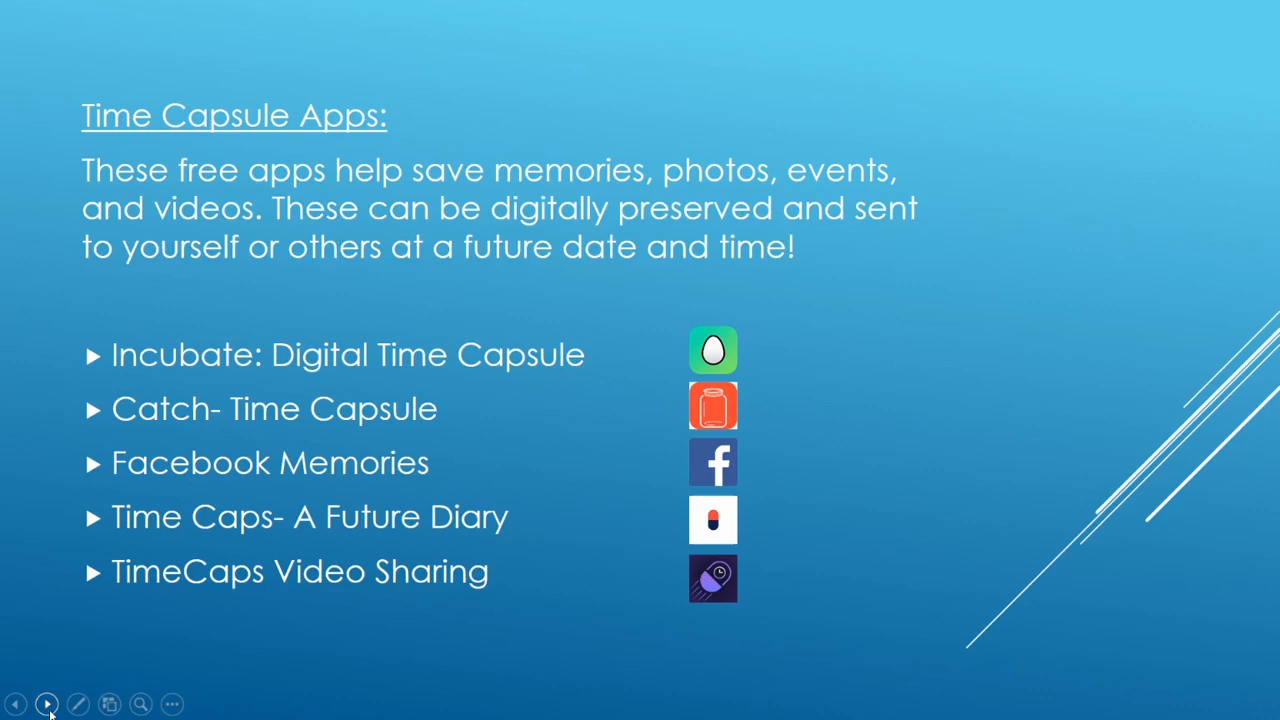 Time Capsule Apps:
These free apps help save memories, photos, events,
and videos. These can be digitally preserved and sent
to yourself or others at a future date and time!
Incubate: Digital Time Capsule
Catch- Time Capsule
Facebook Memories
f
Time Caps- A Future Diary
TimeCaps Video Sharing